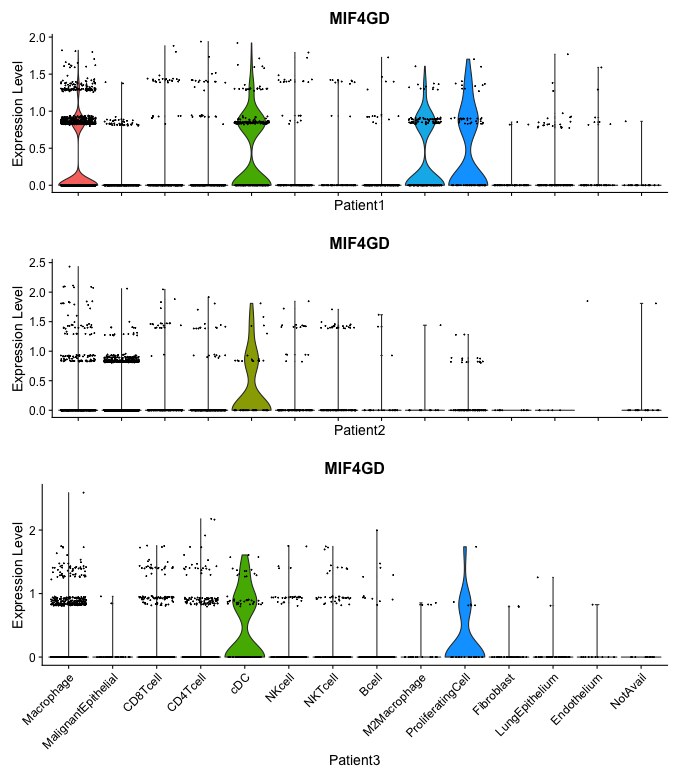 MIF4GD
Expression Level
2.0
1.5
1.0
0.5
0.0
Patient1
MIF4GD
Expression Level
2.5
2.0
1.5
1.0
0.5
0.0
Patient2
MIF4GD
Expression Level
2
1
0
Macrophage
MalignantEpithelial
CD8Tcell
CD4Tcell
cDC
NKcell
NKTcell
Bcell
M2Macrophage
ProliferatingCell
Fibroblast
LungEpithelium
Endothelium
NotAvail
Patient3